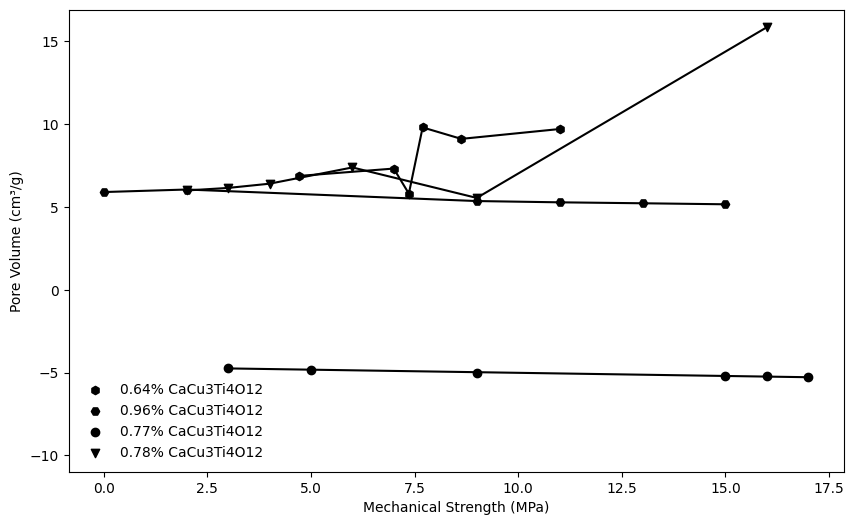 15
10
5
0
−5
−10
Pore Volume (cm³/g)
0.64% CaCu3Ti4O12
0.96% CaCu3Ti4O12
0.77% CaCu3Ti4O12
0.78% CaCu3Ti4O12
0.0 2.5 5.0 7.5 10.0 12.5 15.0 17.5
Mechanical Strength (MPa)